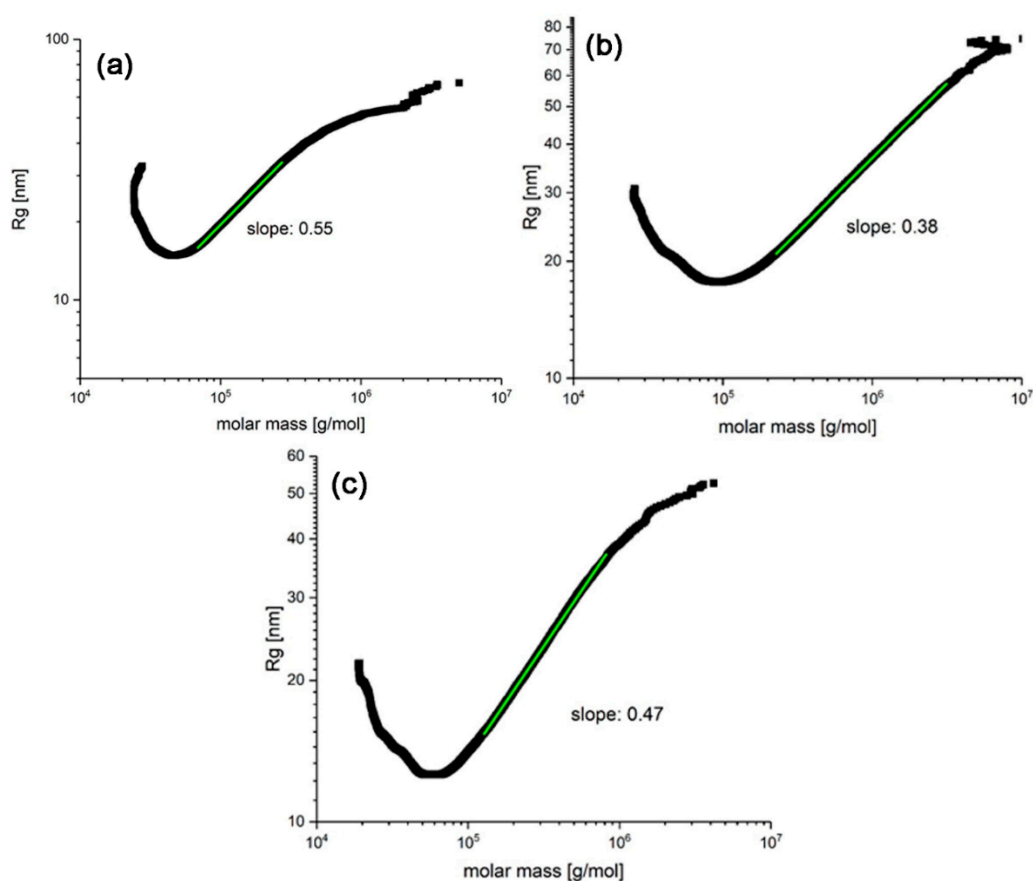 (a)
100
10
Rg [nm]
slope: 0.55
10⁴ 10⁵ 10⁶ 10⁷
molar mass [g/mol]
(b)
80
70
60
50
40
30
20
10
Rg [nm]
slope: 0.38
10⁴ 10⁵ 10⁶ 10⁷
molar mass [g/mol]
(c)
60
50
40
30
20
10
Rg [nm]
slope: 0.47
10⁴ 10⁵ 10⁶ 10⁷
molar mass [g/mol]